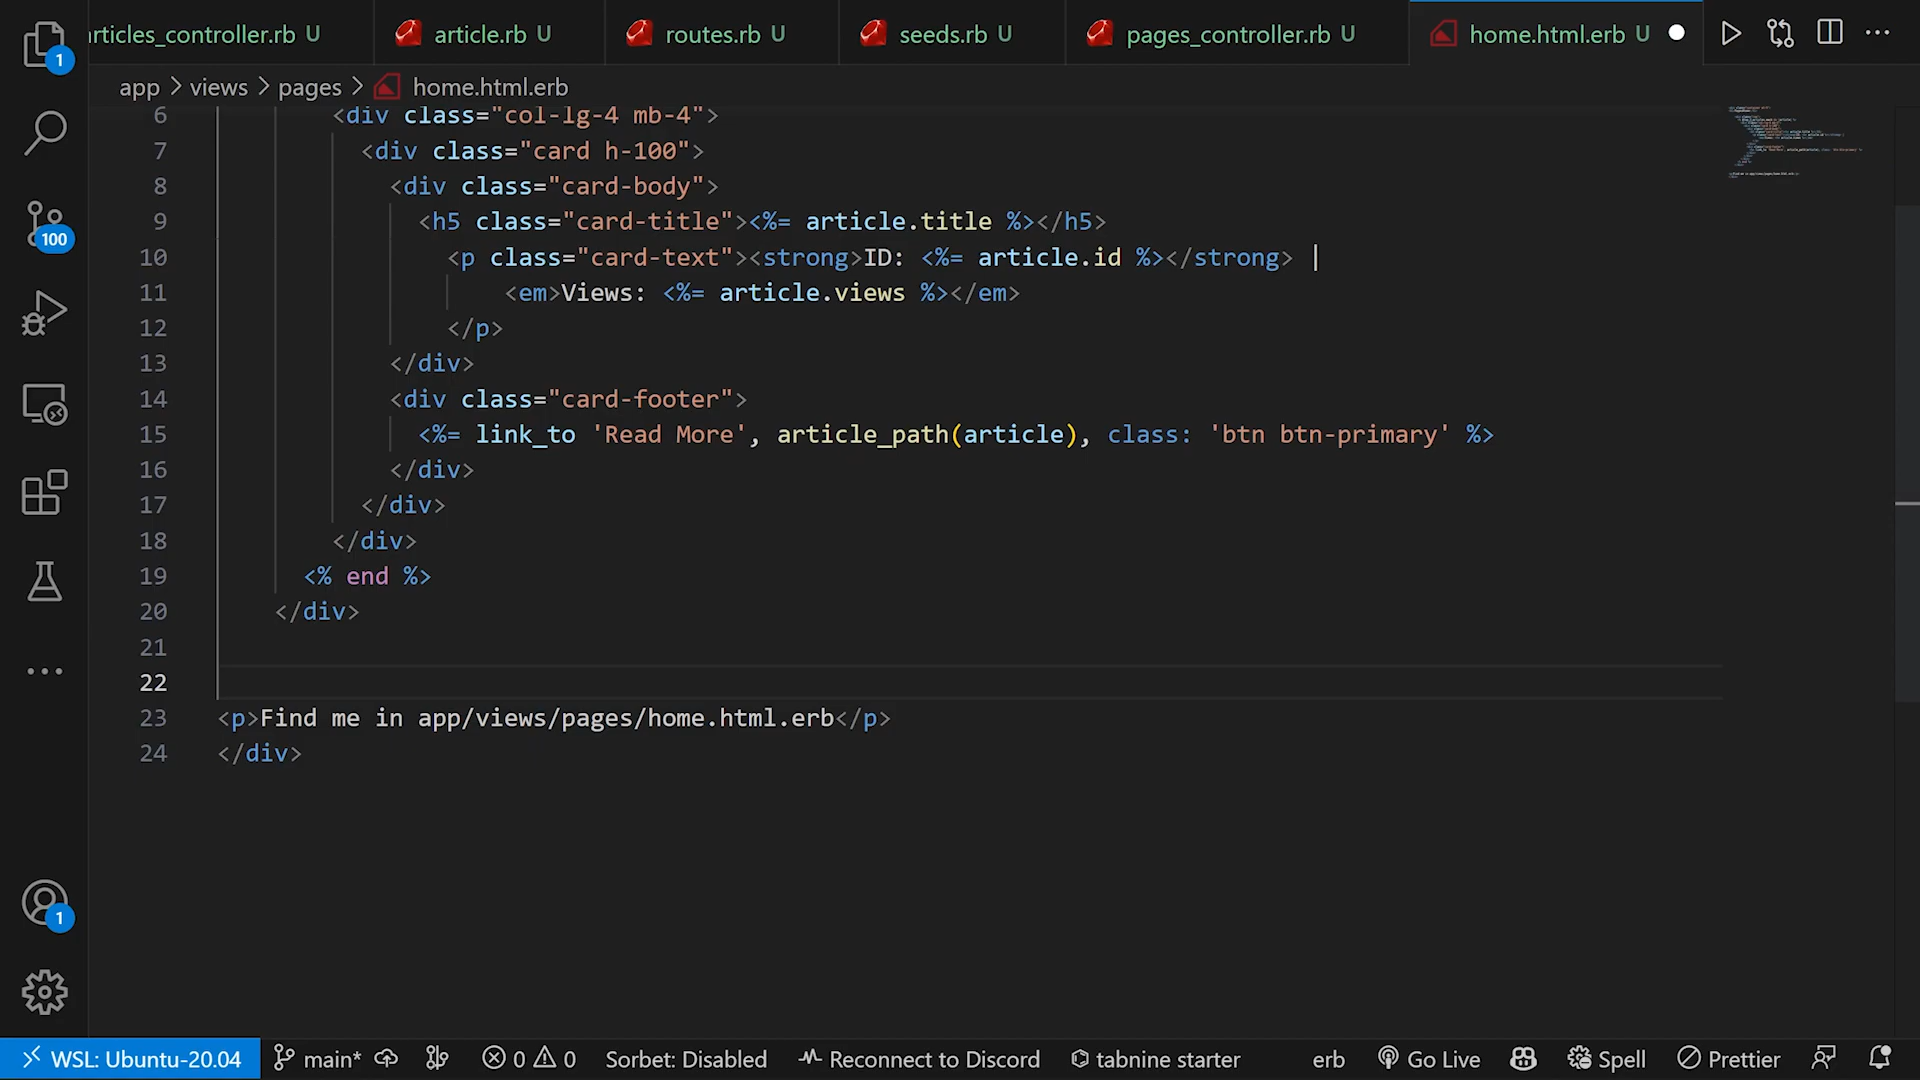 rticles_controller.rb U article.rb U routes.rb U seeds.rb U pages_controller.rb U home.html.erb U
app > views > pages > home.html.erb
6 <div class="col-lg-4 mb-4">
7 <div class="card h-100">
8 <div class="card-body">
9 <h5 class="card-title"><%= article.title %></h5>
10 <p class="card-text"><strong>ID: <%= article.id %></strong> |
11 <em>Views: <%= article.views %></em>
12 </p>
13 </div>
14 <div class="card-footer">
15 <%= link_to 'Read More', article_path(article), class: 'btn btn-primary' %>
16 </div>
17 </div>
18 </div>
19 <% end %>
20 </div>
21
22
23 <p>Find me in app/views/pages/home.html.erb</p>
24 </div>
1
100
1
WSL: Ubuntu-20.04 main* 0 0 Sorbet: Disabled Reconnect to Discord tabnine starter erb Go Live Spell Prettier